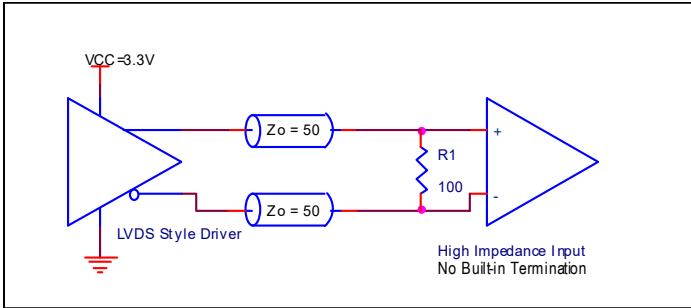 VCC=3.3V
Zo = 50
+
R1
100
Zo = 50
-
LVDS Style Driver
High Impedance Input
No Built-in Termination